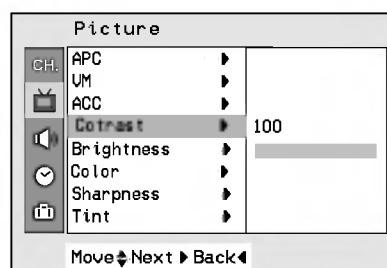 Picture
CH.
APC
VM
ACC
Cotrast 100
Brightness
Color
Sharpness
Tint
Move Next Back